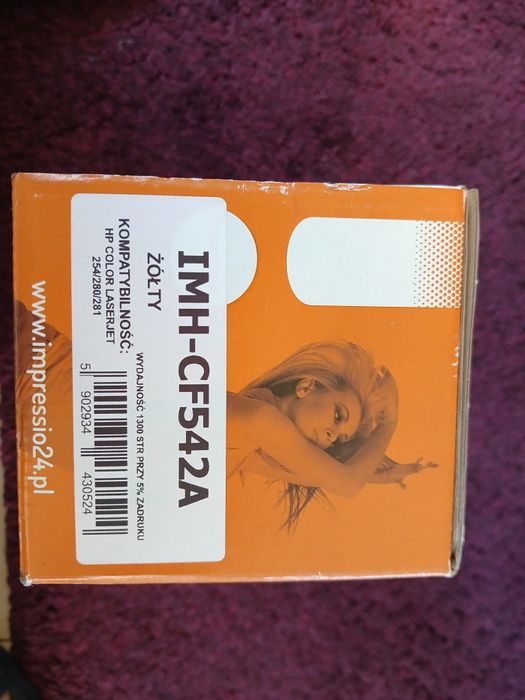 IMH-CF542A
ŻÓŁTY
WYDAJNOŚĆ 1300 STR PRZY 5% ZADRUKU
KOMPATYBILNOŚĆ:
HP COLOR LASERJET
254/280/281
5 902934 430524
www.impressio24.pl